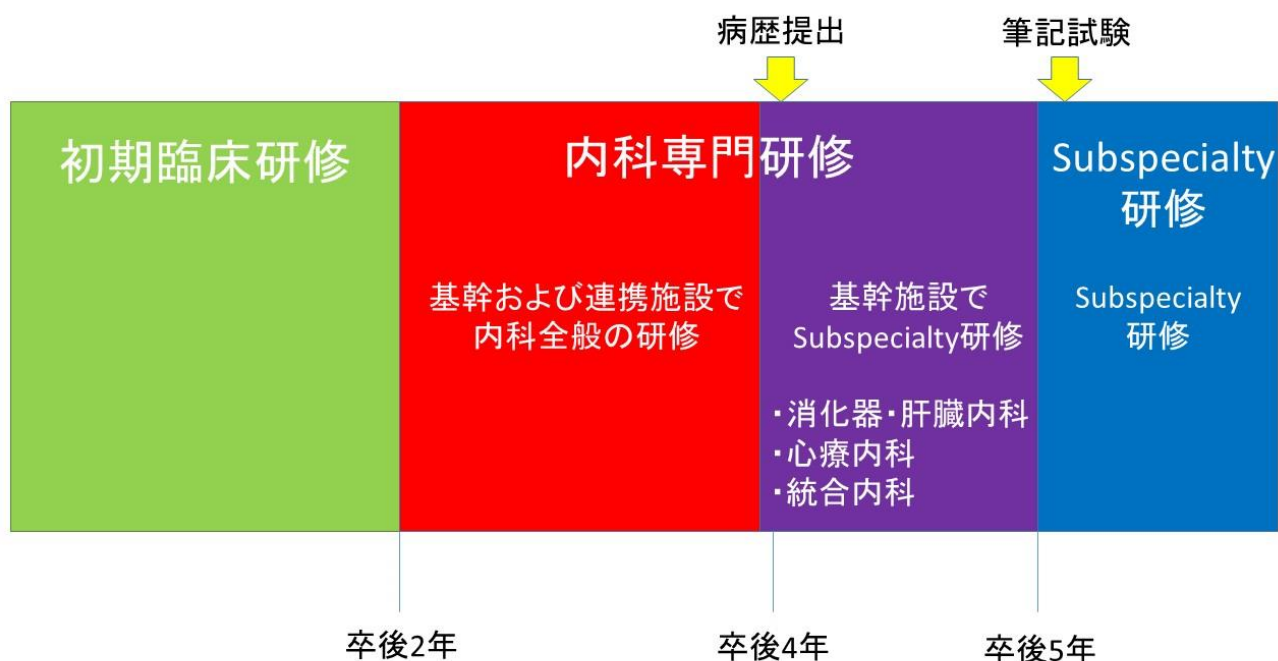 病歴提出
筆記試験
初期臨床研修
内科専門研修
Subspecialty
研修
基幹および連携施設で
内科全般の研修
基幹施設で
Subspecialty研修
・消化器・肝臓内科
・心療内科
・統合内科
Subspecialty
研修
卒後2年
卒後4年
卒後5年